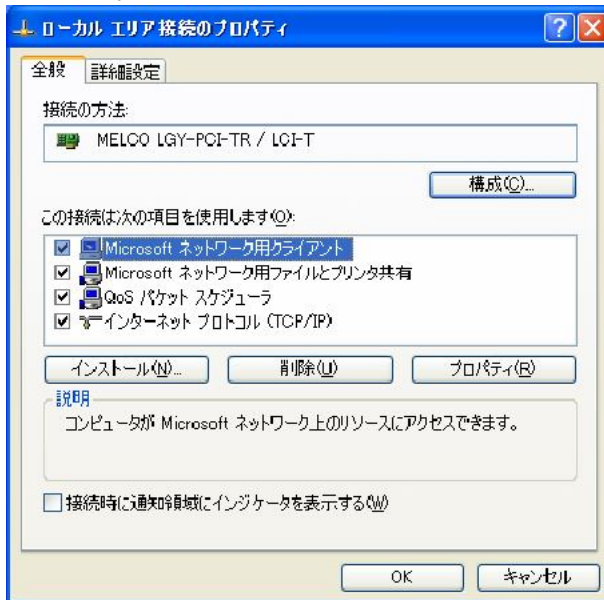 ローカル エリア接続のプロパティ
全般 詳細設定
接続の方法:
MELCO LGY-PCI-TR / LCI-T
構成(C)...
この接続は次の項目を使用します(O):
Microsoft ネットワーク用クライアント
Microsoft ネットワーク用ファイルとプリンタ共有
QoS パケット スケジューラ
インターネット プロトコル (TCP/IP)
インストール(N)... 削除(U) プロパティ(R)
説明
コンピュータが Microsoft ネットワーク上のリソースにアクセスできます。
接続時に通知領域にインジケータを表示する(W)
OK キャンセル